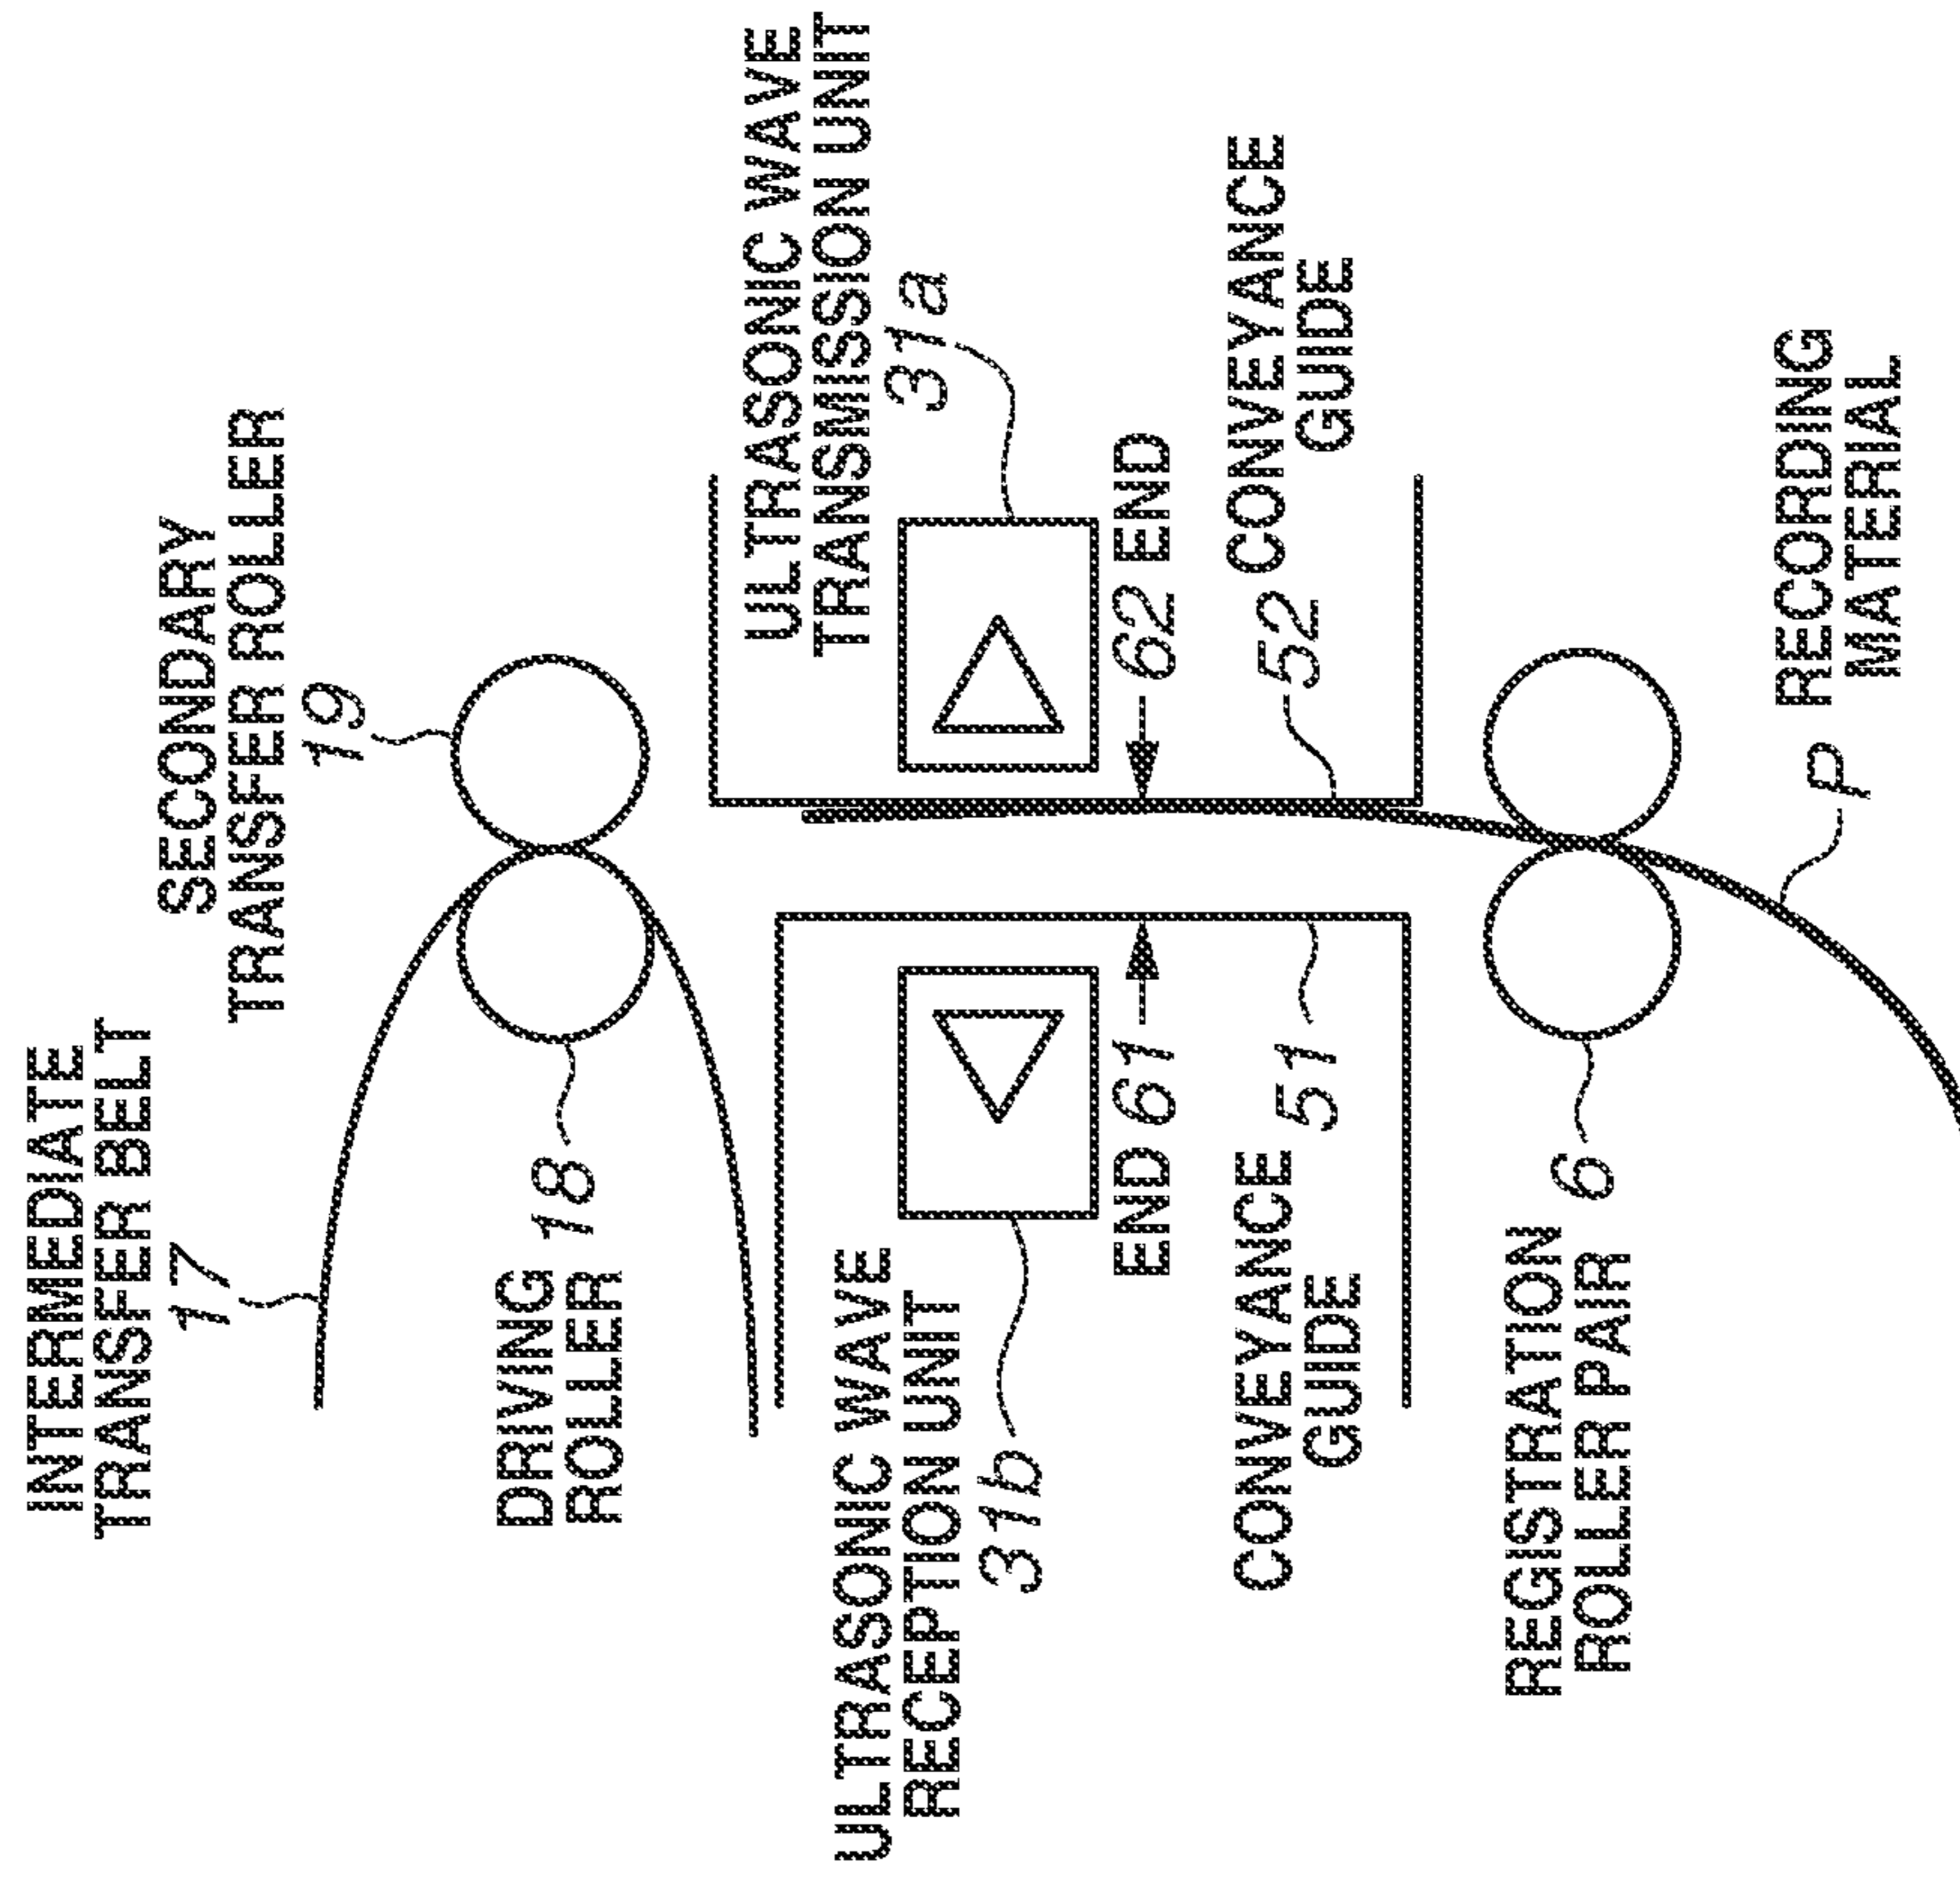 INTERMEDIATE
TRANSFER BELT
17
SECONDARY
TRANSFER ROLLER
19
DRIVING
ROLLER 18
ULTRASONIC WAVE
TRANSMISSION UNIT
31a
ULTRASONIC WAVE
RECEPTION UNIT
31b
END 61
62 END
CONVEYANCE
GUIDE
51
52
CONVEYANCE
GUIDE
REGISTRATION
ROLLER PAIR
6
P
RECORDING
MATERIAL